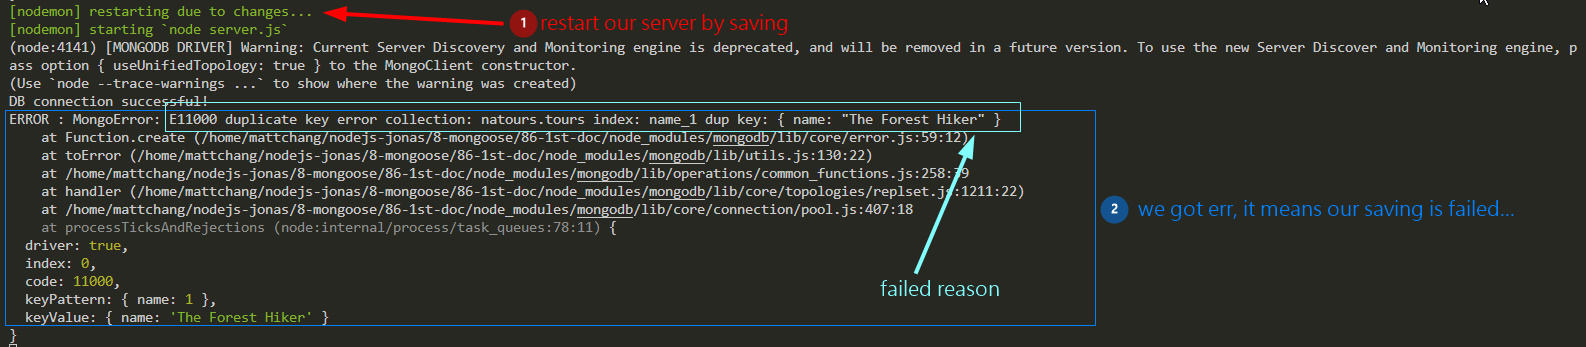 [nodemon] restarting due to changes...
1 restart our server by saving
[nodemon] starting `node server.js`
(node:4141) [MONGODB DRIVER] Warning: Current Server Discovery and Monitoring engine is deprecated, and will be removed in a future version. To use the new Server Discover and Monitoring engine, p
ass option { useUnifiedTopology: true } to the MongoClient constructor.
(Use `node --trace-warnings ...` to show where the warning was created)
DB connection successful!
ERROR : MongoError: E11000 duplicate key error collection: natours.tours index: name_1 dup key: { name: "The Forest Hiker" }
at Function.create (/home/mattchang/nodejs-jonas/8-mongoose/86-1st-doc/node_modules/mongodb/lib/core/error.js:59:12)
at toError (/home/mattchang/nodejs-jonas/8-mongoose/86-1st-doc/node_modules/mongodb/lib/utils.js:130:22)
at /home/mattchang/nodejs-jonas/8-mongoose/86-1st-doc/node_modules/mongodb/lib/operations/common_functions.js:258:39
at handler (/home/mattchang/nodejs-jonas/8-mongoose/86-1st-doc/node_modules/mongodb/lib/core/topologies/replset.js:1211:22)
at /home/mattchang/nodejs-jonas/8-mongoose/86-1st-doc/node_modules/mongodb/lib/core/connection/pool.js:407:18
2 we got err, it means our saving is failed...
at processTicksAndRejections (node:internal/process/task_queues:78:11) {
driver: true,
index: 0,
code: 11000,
failed reason
keyPattern: { name: 1 },
keyValue: { name: 'The Forest Hiker' }
}